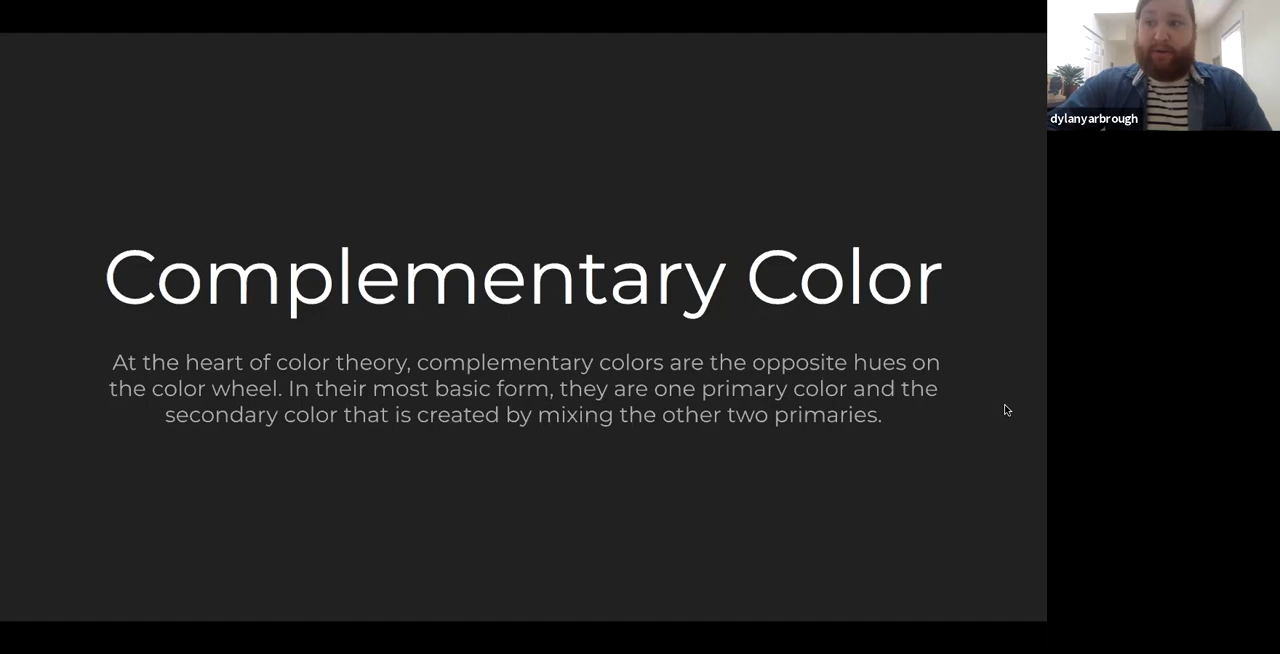 dylanyarbrough
Complementary Color
At the heart of color theory, complementary colors are the opposite hues on
the color wheel. In their most basic form, they are one primary color and the
secondary color that is created by mixing the other two primaries.